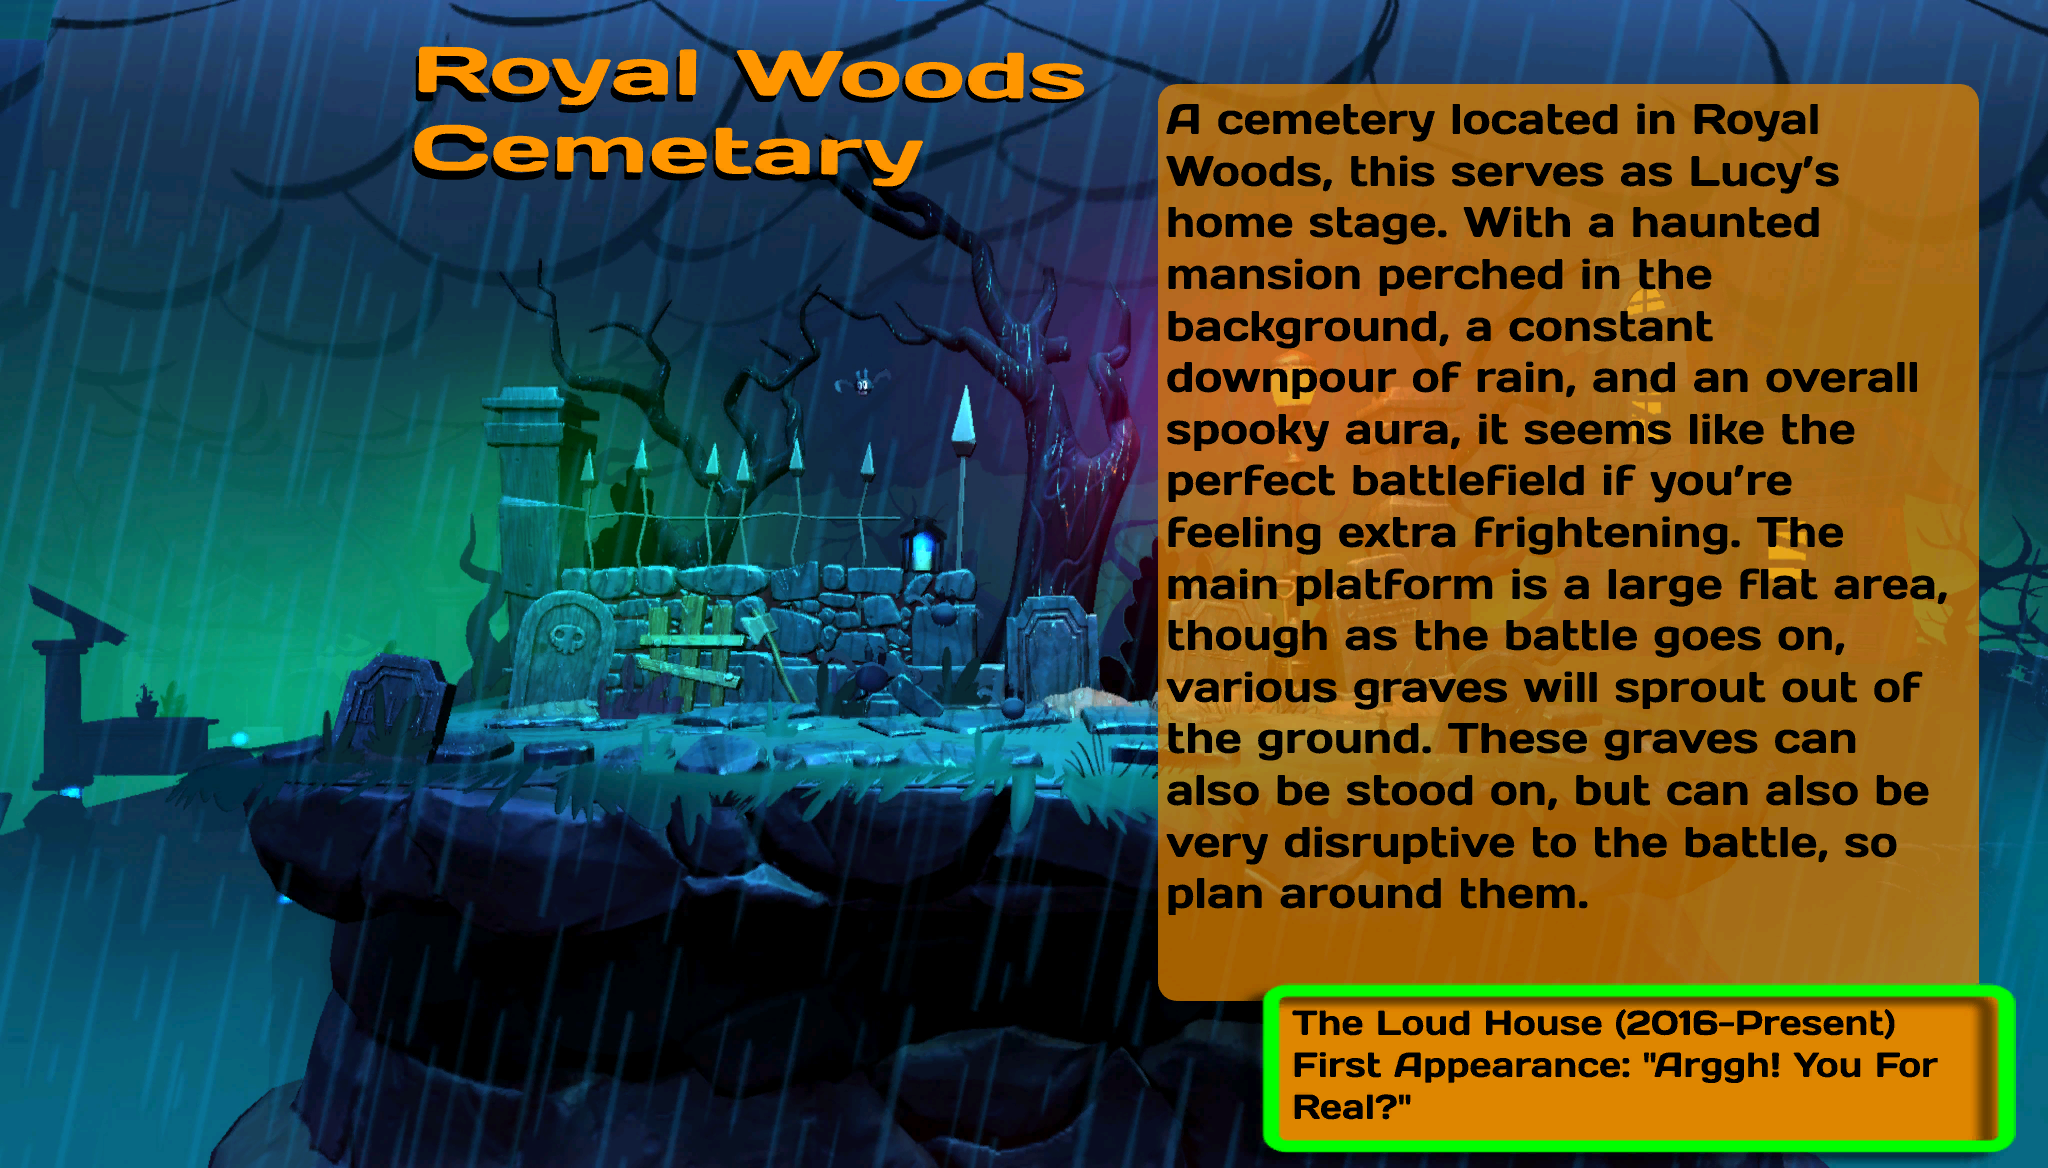 Royal Woods
Cemetary
A cemetery located in Royal
Woods, this serves as Lucy's
home stage. With a haunted
mansion perched in the
background, a constant
downpour of rain, and an overall
spooky aura, it seems like the
perfect battlefield if you're
feeling extra frightening. The
main platform is a large flat area,
though as the battle goes on,
various graves will sprout out of
the ground. These graves can
also be stood on, but can also be
very disruptive to the battle, so
plan around them.
The Loud House (2016-Present)
First Appearance: "Arggh! You For
Real?"